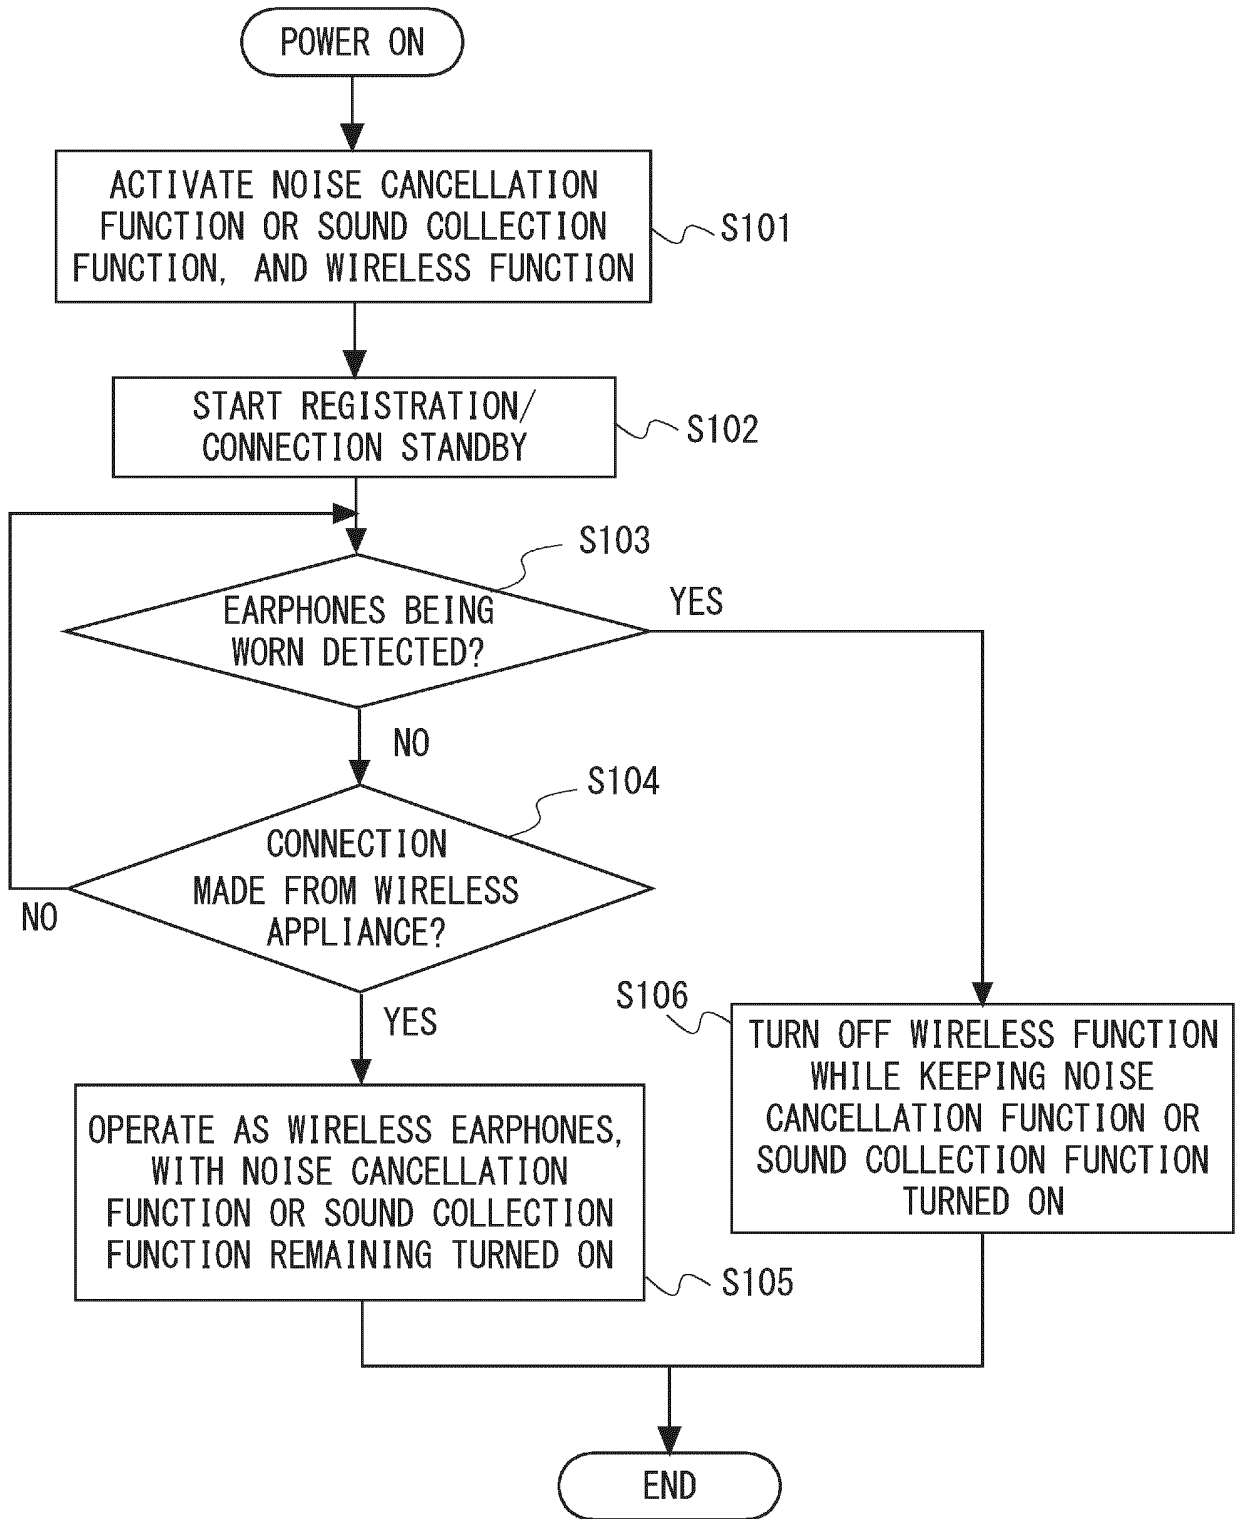 POWER ON
ACTIVATE NOISE CANCELLATION
FUNCTION OR SOUND COLLECTION
FUNCTION, AND WIRELESS FUNCTION
S101
START REGISTRATION/
CONNECTION STANDBY
S102
S103
EARPHONES BEING
WORN DETECTED?
YES
NO
S104
CONNECTION
MADE FROM WIRELESS
APPLIANCE?
NO
YES
S106
TURN OFF WIRELESS FUNCTION
WHILE KEEPING NOISE
CANCELLATION FUNCTION OR
SOUND COLLECTION FUNCTION
TURNED ON
OPERATE AS WIRELESS EARPHONES,
WITH NOISE CANCELLATION
FUNCTION OR SOUND COLLECTION
FUNCTION REMAINING TURNED ON
S105
END